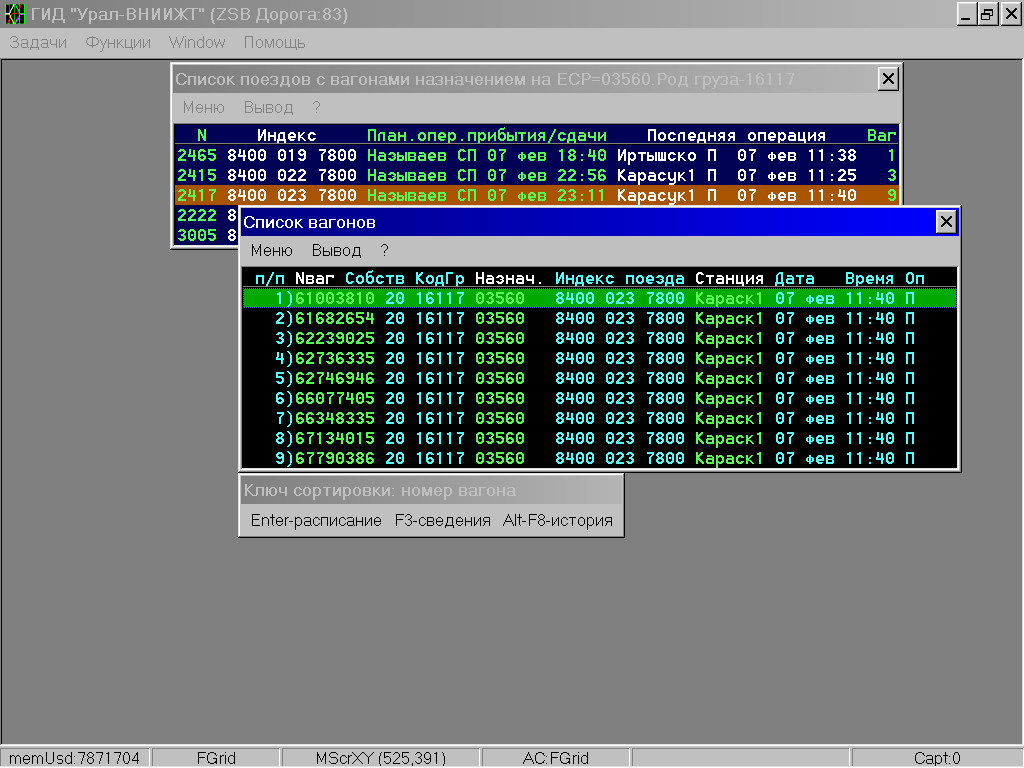 ГИД "Урал-ВНИИЖТ" (ZSB Дорога:83)
Задачи Функции Window Помощь
Список поездов с вагонами назначением на ЕСР=03560.Род груза-16117
Меню Вывод ?
N Индекс План.опер.прибытия/сдачи Последняя операция Ваг
2465 8400 019 7800 Называев СП 07 фев 18:40 Иртышско П 07 фев 11:38 1
2415 8400 022 7800 Называев СП 07 фев 22:56 Карасук1 П 07 фев 11:25 3
2417 8400 023 7800 Называев СП 07 фев 23:11 Карасук1 П 07 фев 11:40 9
2222 8
3005 8
Список вагонов
Меню Вывод ?
п/п Nваг Собств КодГр Назнач. Индекс поезда Станция Дата Время Оп
1)61003810 20 16117 03560 8400 023 7800 Караск1 07 фев 11:40 П
2)61682654 20 16117 03560 8400 023 7800 Караск1 07 фев 11:40 П
3)62239025 20 16117 03560 8400 023 7800 Караск1 07 фев 11:40 П
4)62736335 20 16117 03560 8400 023 7800 Караск1 07 фев 11:40 П
5)62746946 20 16117 03560 8400 023 7800 Караск1 07 фев 11:40 П
6)66077405 20 16117 03560 8400 023 7800 Караск1 07 фев 11:40 П
7)66348335 20 16117 03560 8400 023 7800 Караск1 07 фев 11:40 П
8)67134015 20 16117 03560 8400 023 7800 Караск1 07 фев 11:40 П
9)67790386 20 16117 03560 8400 023 7800 Караск1 07 фев 11:40 П
Ключ сортировки: номер вагона
Enter-расписание F3-сведения Alt-F8-история
memUsd:7871704 FGrid MScrXY (525,391) AC:FGrid Capt:0